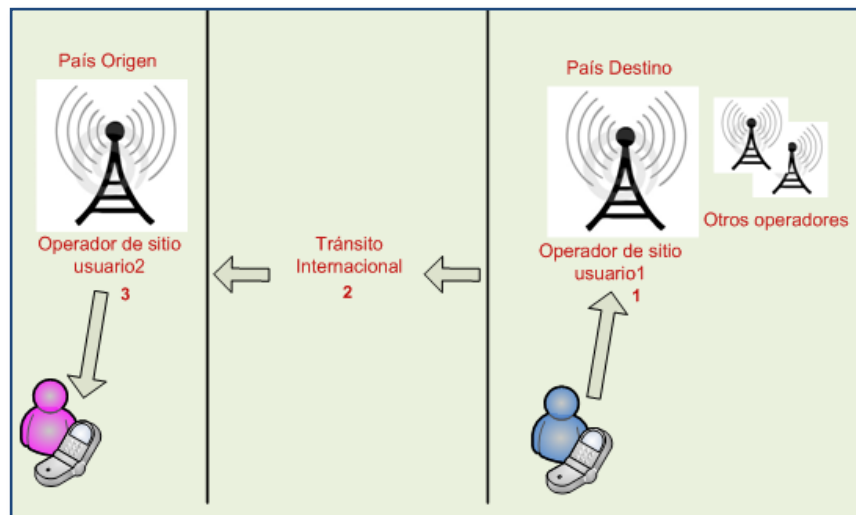 País Origen
Operador de sitio
usuario2
3
Tránsito
Internacional
2
País Destino
Operador de sitio
usuario1
1
Otros operadores